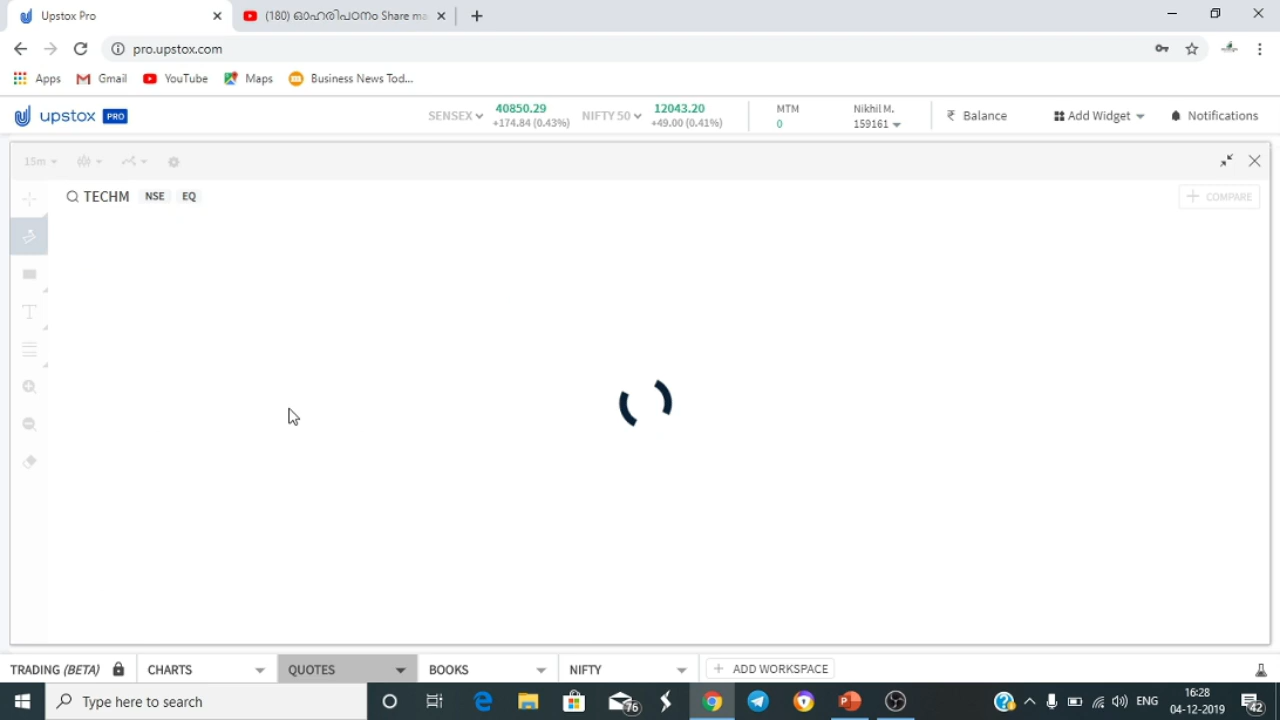 Upstox Pro
(180) ഓഹരിപഠനം Share ma
pro.upstox.com
Apps Gmail YouTube Maps Business News Tod...
upstox PRO
SENSEX 40850.29 +174.84 (0.43%)
NIFTY 50 12043.20 +49.00 (0.41%)
MTM 0
Nikhil M. 159161
₹ Balance
Add Widget
Notifications
15m
TECHM NSE EQ
+ COMPARE
T
TRADING (BETA) CHARTS QUOTES BOOKS NIFTY + ADD WORKSPACE
Type here to search
76
ENG
16:28
04-12-2019
42